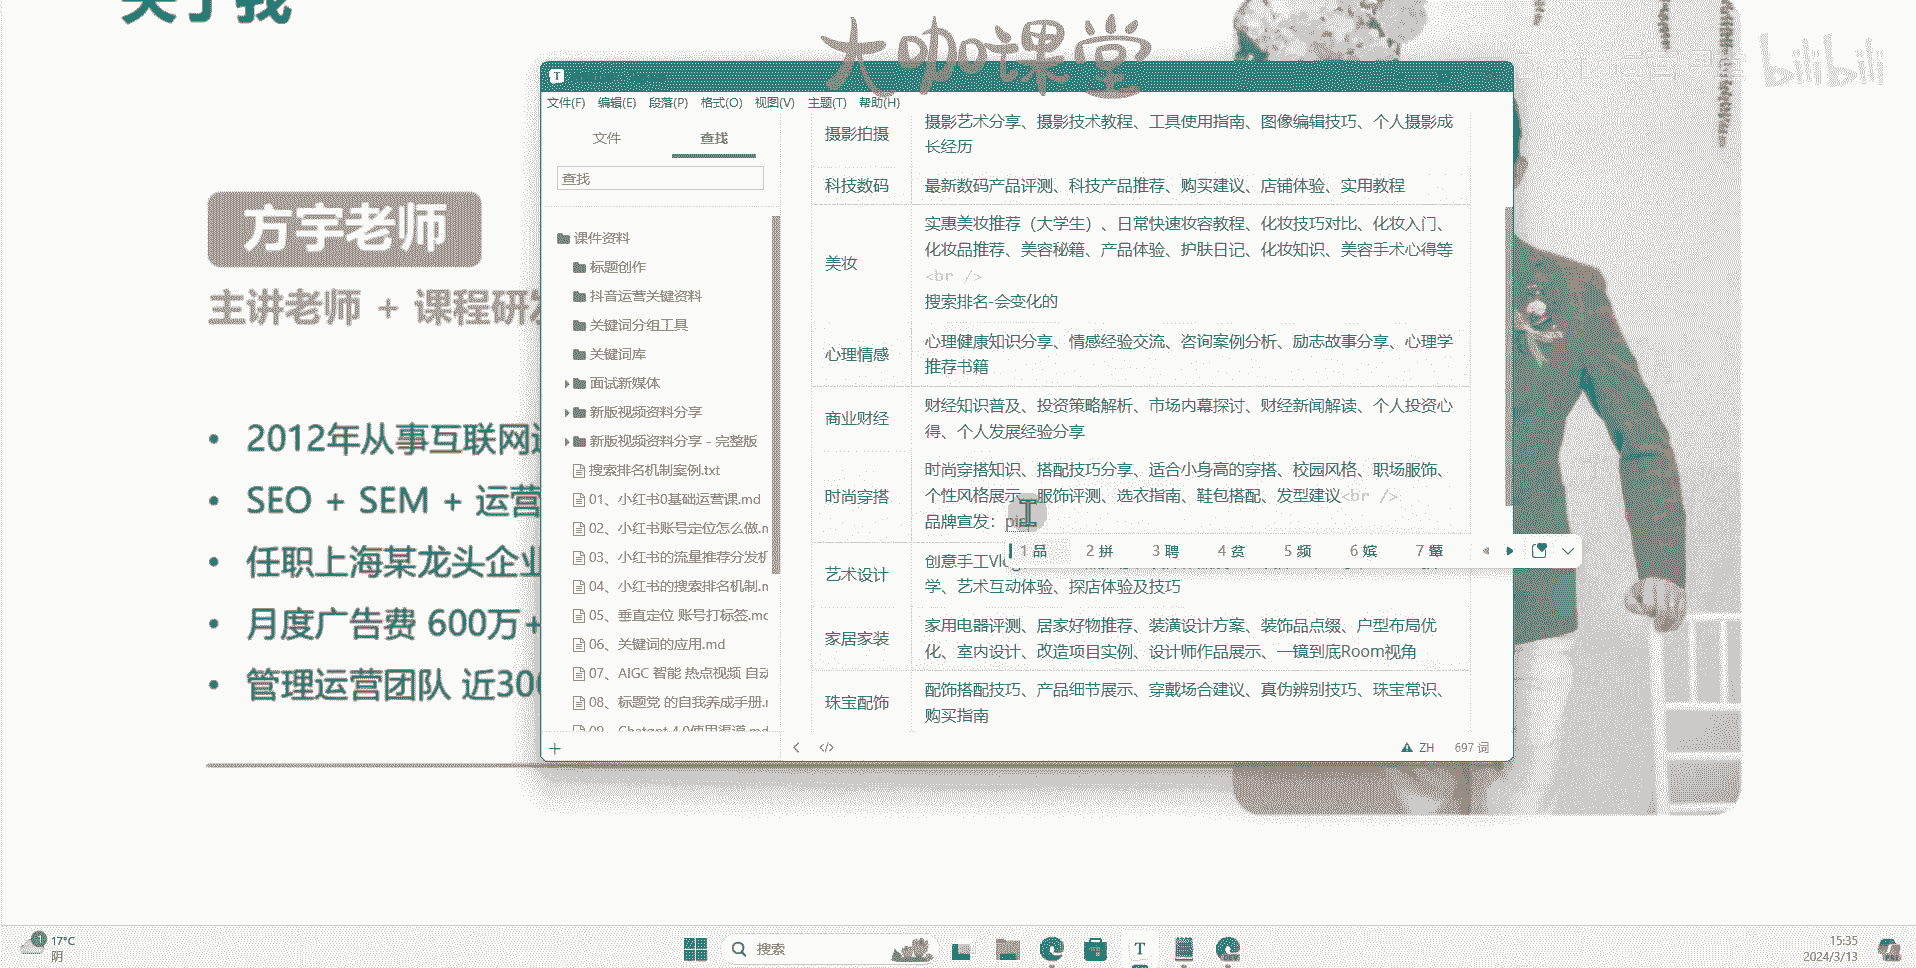 关于我
大咖课堂
bilibili
方宇老师
主讲老师 + 课程研发
2012年从事互联网运
SEO + SEM + 运营
任职上海某龙头企业
月度广告费 600万+
管理运营团队 近300
文件(F) 编辑(E) 段落(P) 格式(O) 视图(V) 主题(T) 帮助(H)
文件 查找
查找
课件资料
标题创作
抖音运营关键资料
关键词分组工具
关键词库
面试新媒体
新版视频资料分享
新版视频资料分享 - 完整版
搜索排名机制案例.txt
01、小红书0基础运营课.md
02、小红书账号定位怎么做.m
03、小红书的流量推荐分发机
04、小红书的搜索排名机制.m
05、垂直定位 账号打标签.mc
06、关键词的应用.md
07、AIGC 智能 热点视频 自动
08、标题党 的自我养成手册.r
09、Chatgpt 4.0使用渠道.md
摄影拍摄
摄影艺术分享、摄影技术教程、工具使用指南、图像编辑技巧、个人摄影成
长经历
科技数码
最新数码产品评测、科技产品推荐、购买建议、店铺体验、实用教程
美妆
实惠美妆推荐（大学生）、日常快速妆容教程、化妆技巧对比、化妆入门、
化妆品推荐、美容秘籍、产品体验、护肤日记、化妆知识、美容手术心得等
<br />
搜索排名-会变化的
心理情感
心理健康知识分享、情感经验交流、咨询案例分析、励志故事分享、心理学
推荐书籍
商业财经
财经知识普及、投资策略解析、市场内幕探讨、财经新闻解读、个人投资心
得、个人发展经验分享
时尚穿搭
时尚穿搭知识、搭配技巧分享、适合小身高的穿搭、校园风格、职场服饰、
个性风格展示、服饰评测、选衣指南、鞋包搭配、发型建议<br />
品牌宣发：pin
1 品 2 拼 3 聘 4 贫 5 频 6 嫔 7 颦
艺术设计
创意手工Vlog
学、艺术互动体验、探店体验及技巧
家居家装
家用电器评测、居家好物推荐、装潢设计方案、装饰品点缀、户型布局优
化、室内设计、改造项目实例、设计师作品展示、一镜到底Room视角
珠宝配饰
配饰搭配技巧、产品细节展示、穿戴场合建议、真伪辨别技巧、珠宝常识、
购买指南
ZH 697 词
17°C
阴
搜索
15:35
2024/3/13